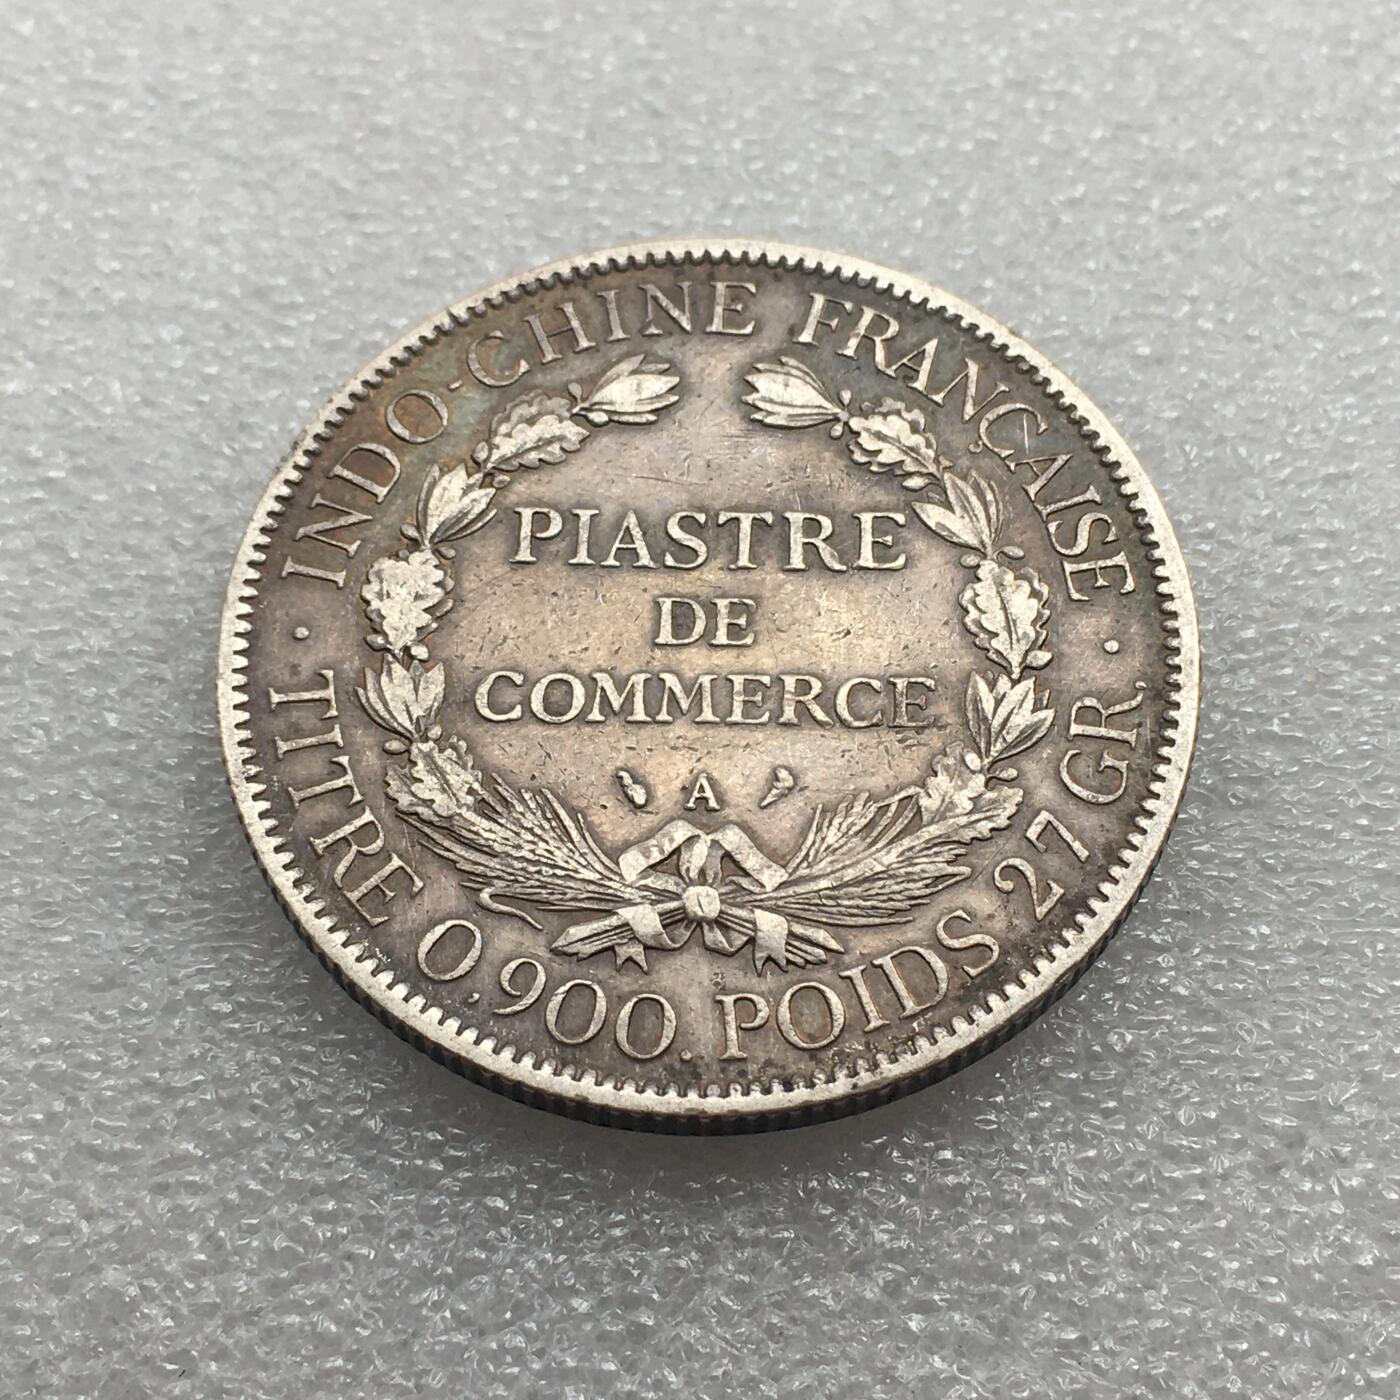 INDO-CHINE FRANÇAISE
PIASTRE
DE
COMMERCE
A
TITRE 0,900. POIDS 27 GR.